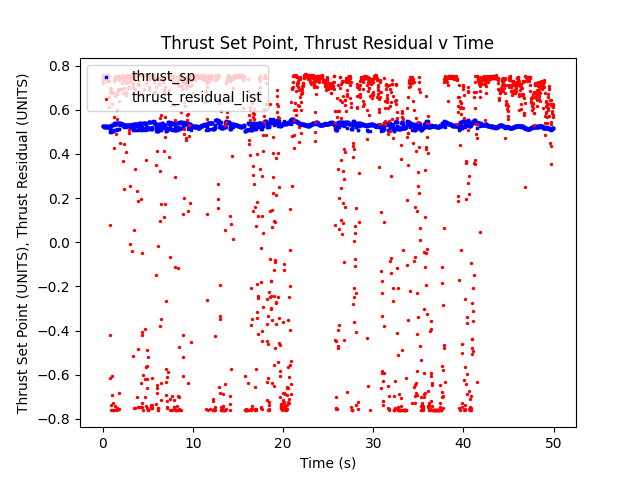 Thrust Set Point, Thrust Residual v Time
thrust_sp
thrust_residual_list
Thrust Set Point (UNITS), Thrust Residual (UNITS)
0.8
0.6
0.4
0.2
0.0
−0.2
−0.4
−0.6
−0.8
0 10 20 30 40 50
Time (s)